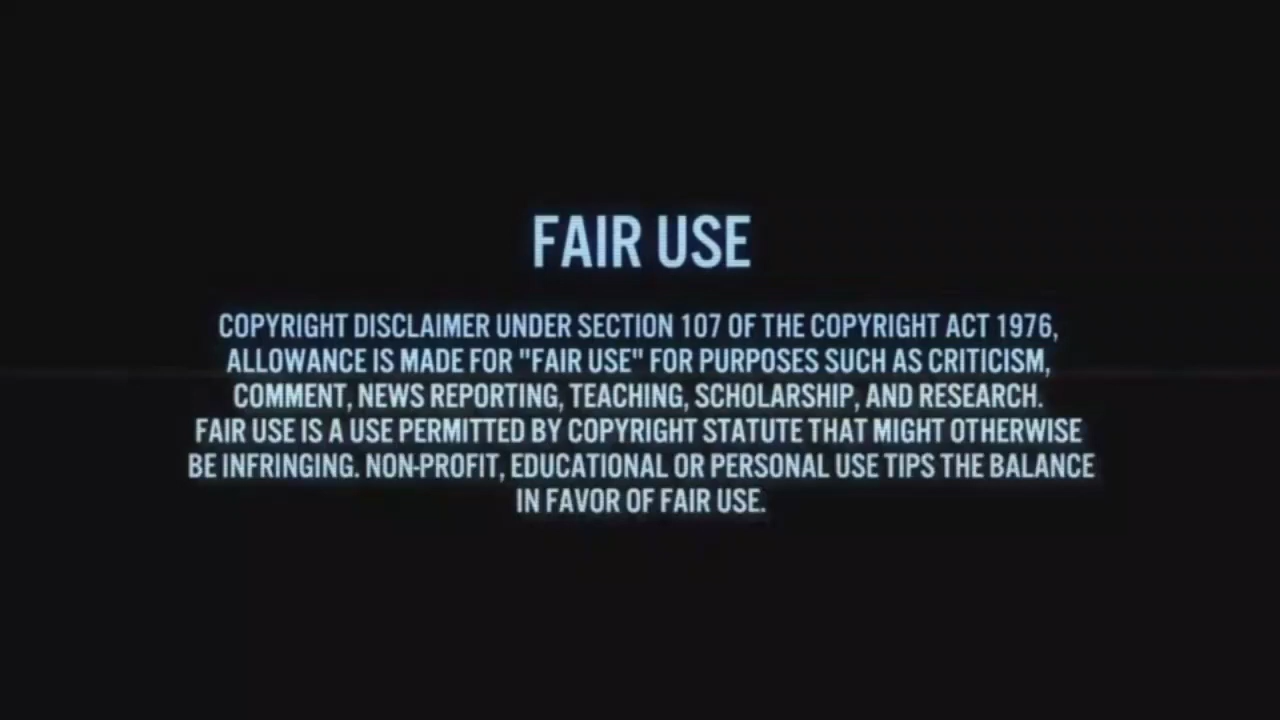 FAIR USE
COPYRIGHT DISCLAIMER UNDER SECTION 107 OF THE COPYRIGHT ACT 1976,
ALLOWANCE IS MADE FOR "FAIR USE" FOR PURPOSES SUCH AS CRITICISM,
COMMENT, NEWS REPORTING, TEACHING, SCHOLARSHIP, AND RESEARCH.
FAIR USE IS A USE PERMITTED BY COPYRIGHT STATUTE THAT MIGHT OTHERWISE
BE INFRINGING. NON-PROFIT, EDUCATIONAL OR PERSONAL USE TIPS THE BALANCE
IN FAVOR OF FAIR USE.